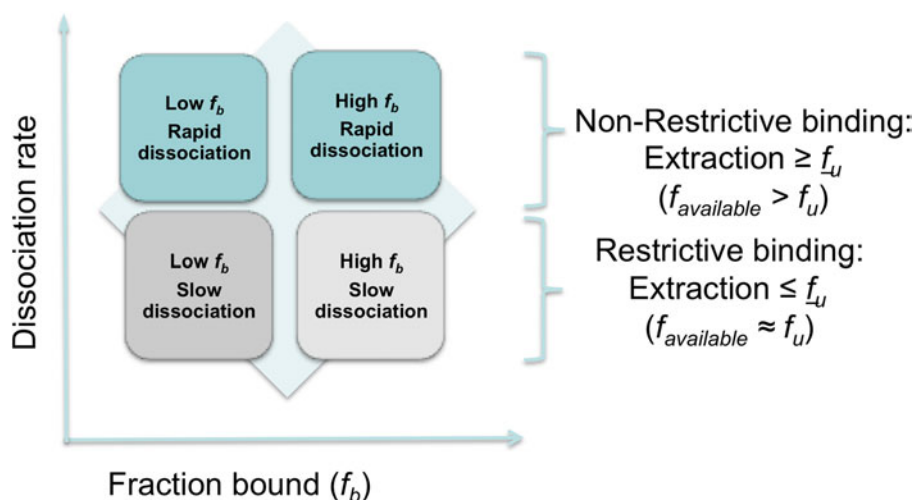 Dissociation rate
Low f_b
Rapid
dissociation
High f_b
Rapid
dissociation
Low f_b
Slow
dissociation
High f_b
Slow
dissociation
Non-Restrictive binding:
Extraction ≥ f_u
(f_available > f_u)
Restrictive binding:
Extraction ≤ f_u
(f_available ≈ f_u)
Fraction bound (f_b)